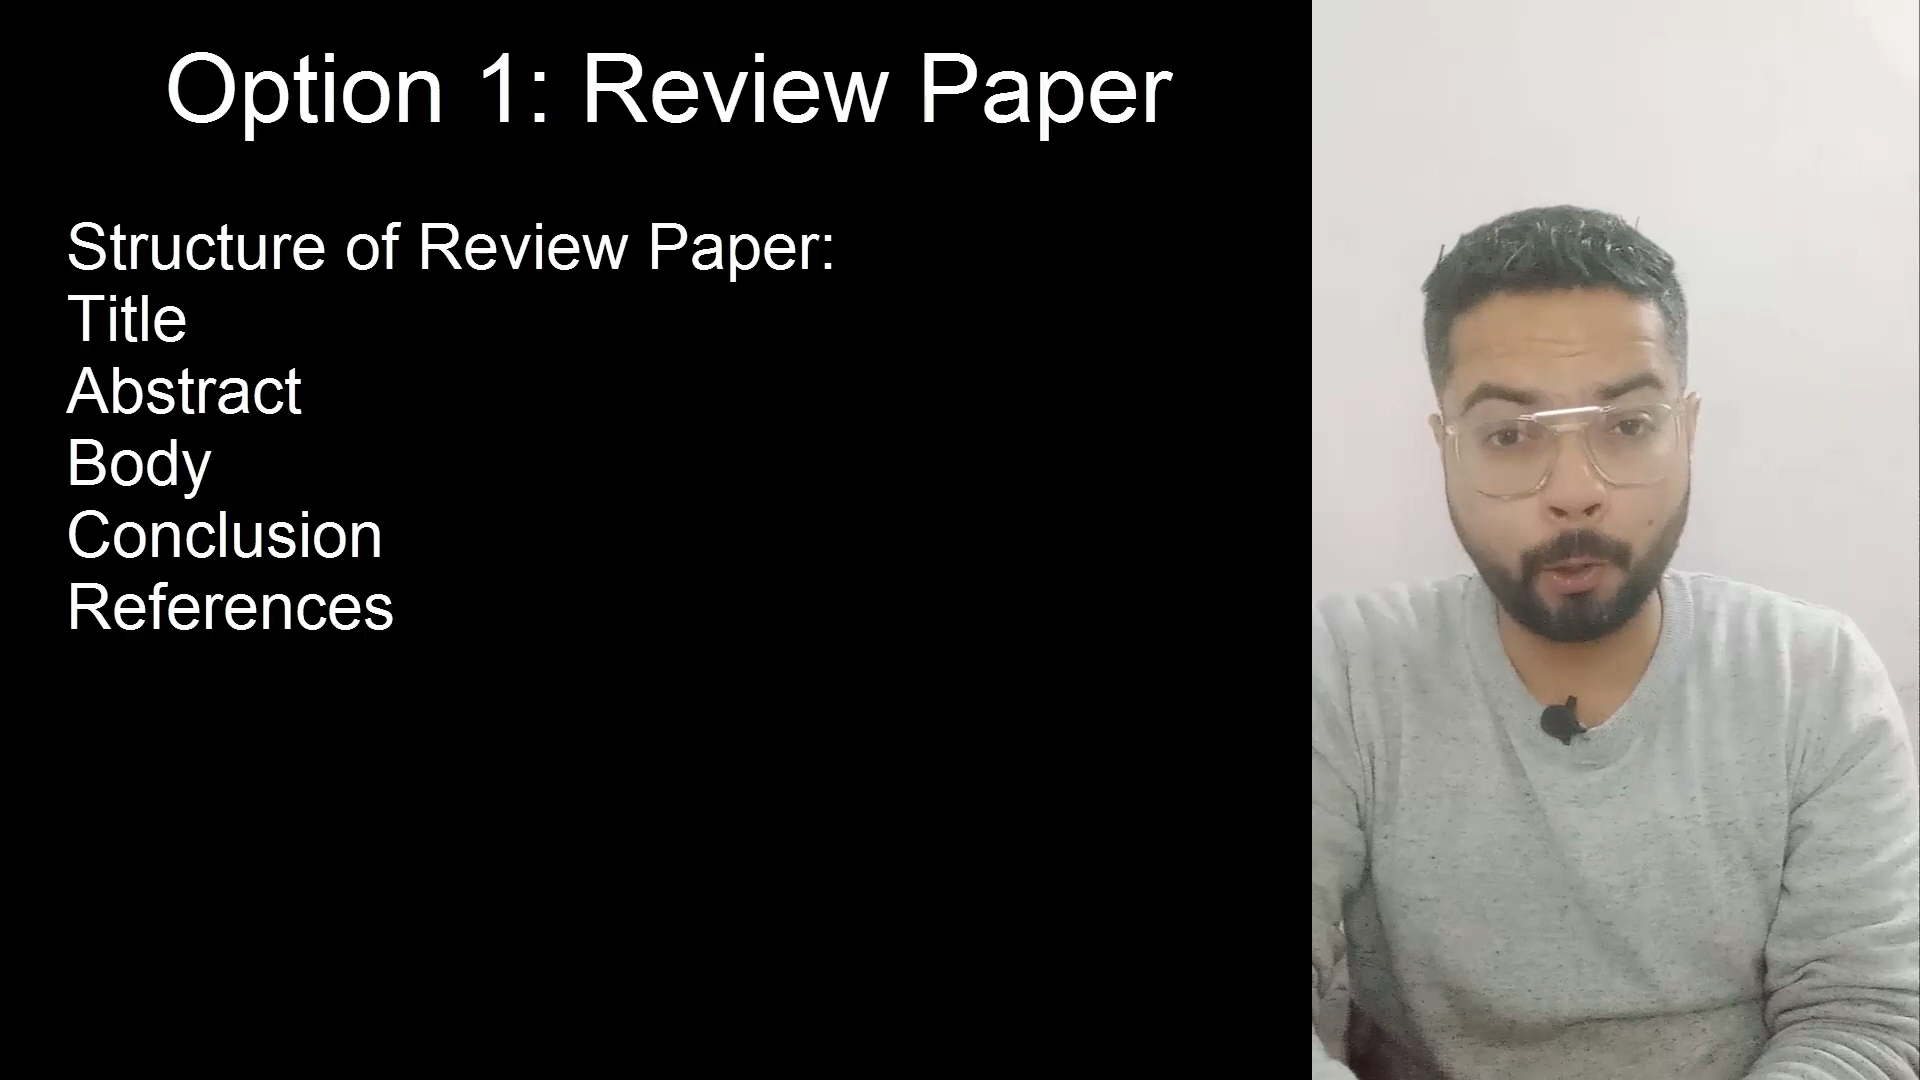 Option 1: Review Paper
Structure of Review Paper:
Title
Abstract
Body
Conclusion
References